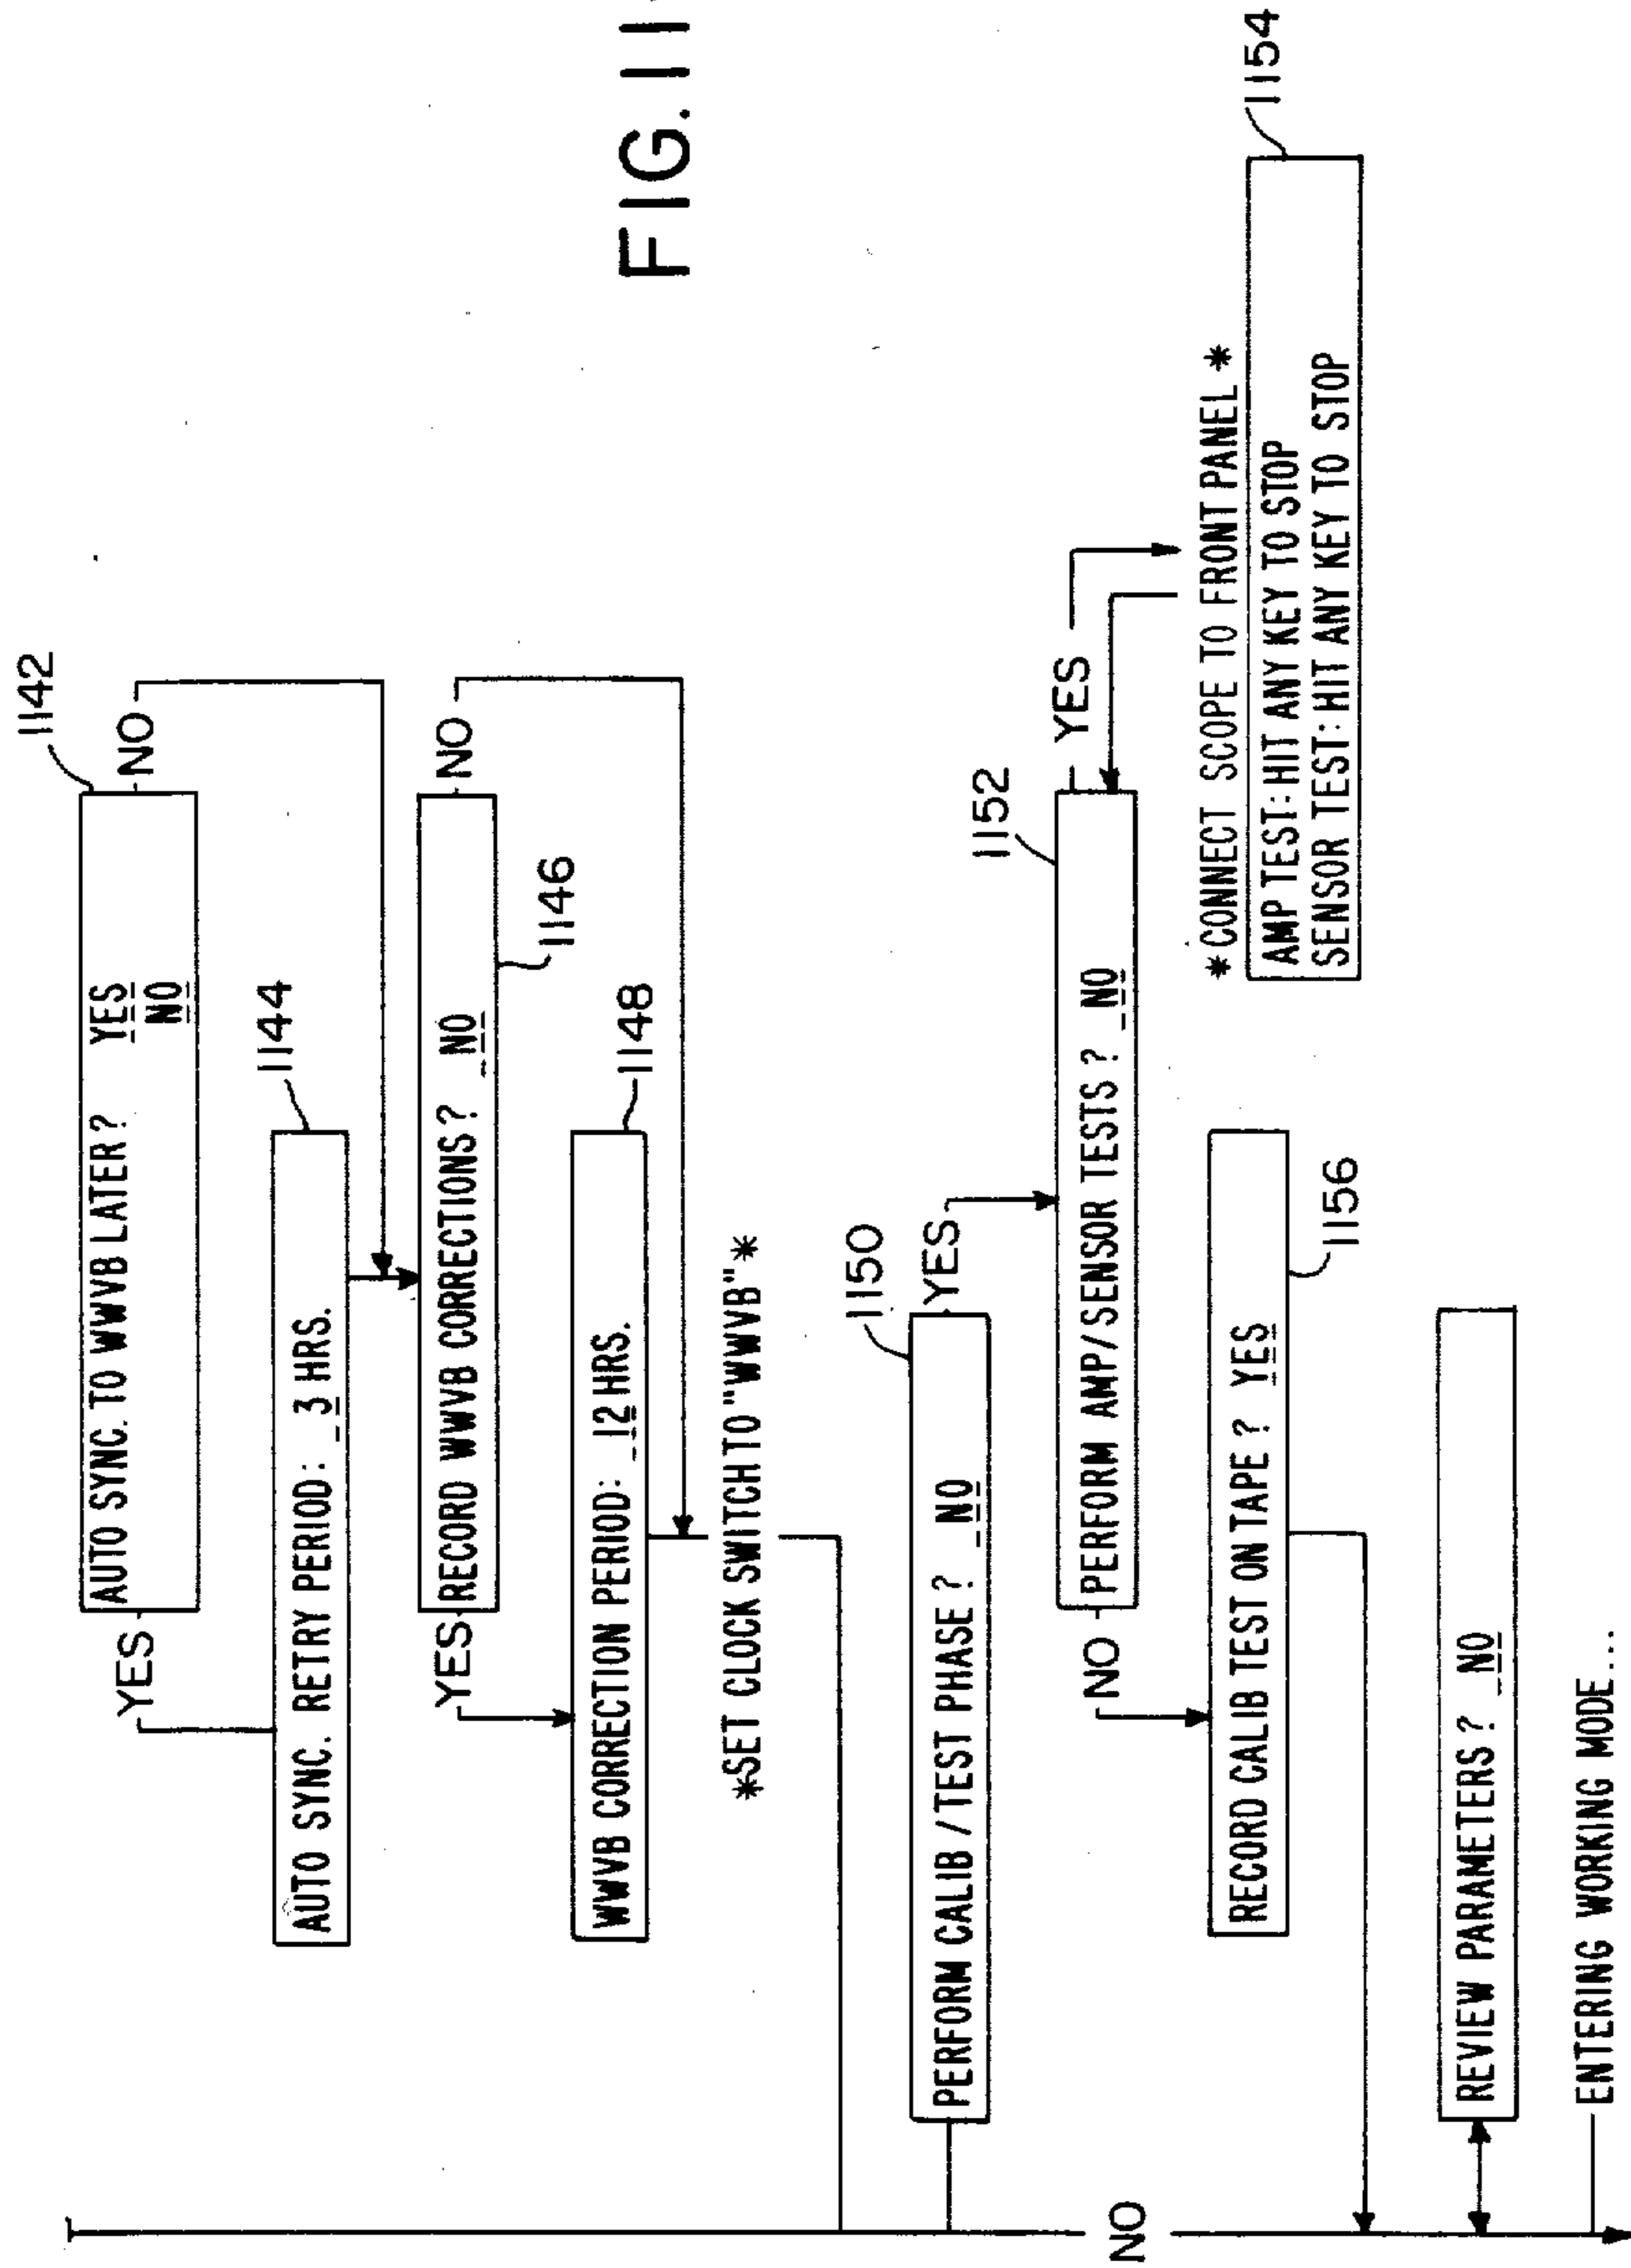 1142
AUTO SYNC. TO WWVB LATER? YES
NO
YES
NO
1144
AUTO SYNC. RETRY PERIOD: _3 HRS.
RECORD WWVB CORRECTIONS? _NO
YES
NO
1146
1148
WWVB CORRECTION PERIOD: _12 HRS.
*SET CLOCK SWITCH TO "WWVB"*
FIG. 11
1150
PERFORM CALIB/TEST PHASE? _NO
YES
1152
PERFORM AMP/SENSOR TESTS? _NO
NO
YES
*CONNECT SCOPE TO FRONT PANEL*
1154
AMP TEST: HIT ANY KEY TO STOP
SENSOR TEST: HIT ANY KEY TO STOP
NO
RECORD CALIB TEST ON TAPE? YES
1156
REVIEW PARAMETERS? _NO
ENTERING WORKING MODE...